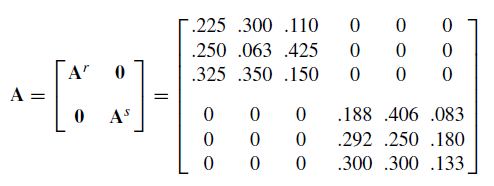 .225 .300 .110 0 0 0
.250 .063 .425 0 0 0
.325 .350 .150 0 0 0
A = [ Aʳ 0 0 Aˢ ] =
0 0 0 .188 .406 .083
0 0 0 .292 .250 .180
0 0 0 .300 .300 .133